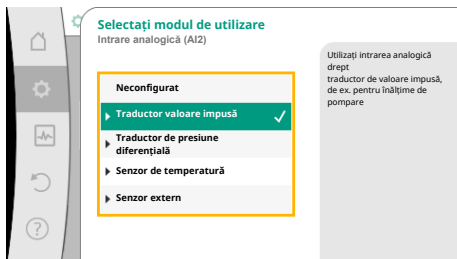 Selectați modul de utilizare
Intrare analogică (AI2)
Neconfigurat
Traductor valoare impusă
Traductor de presiune
diferențială
Senzor de temperatură
Senzor extern
Utilizați intrarea analogică
drept
traductor de valoare impusă,
de ex. pentru înălțime de
pompare
?